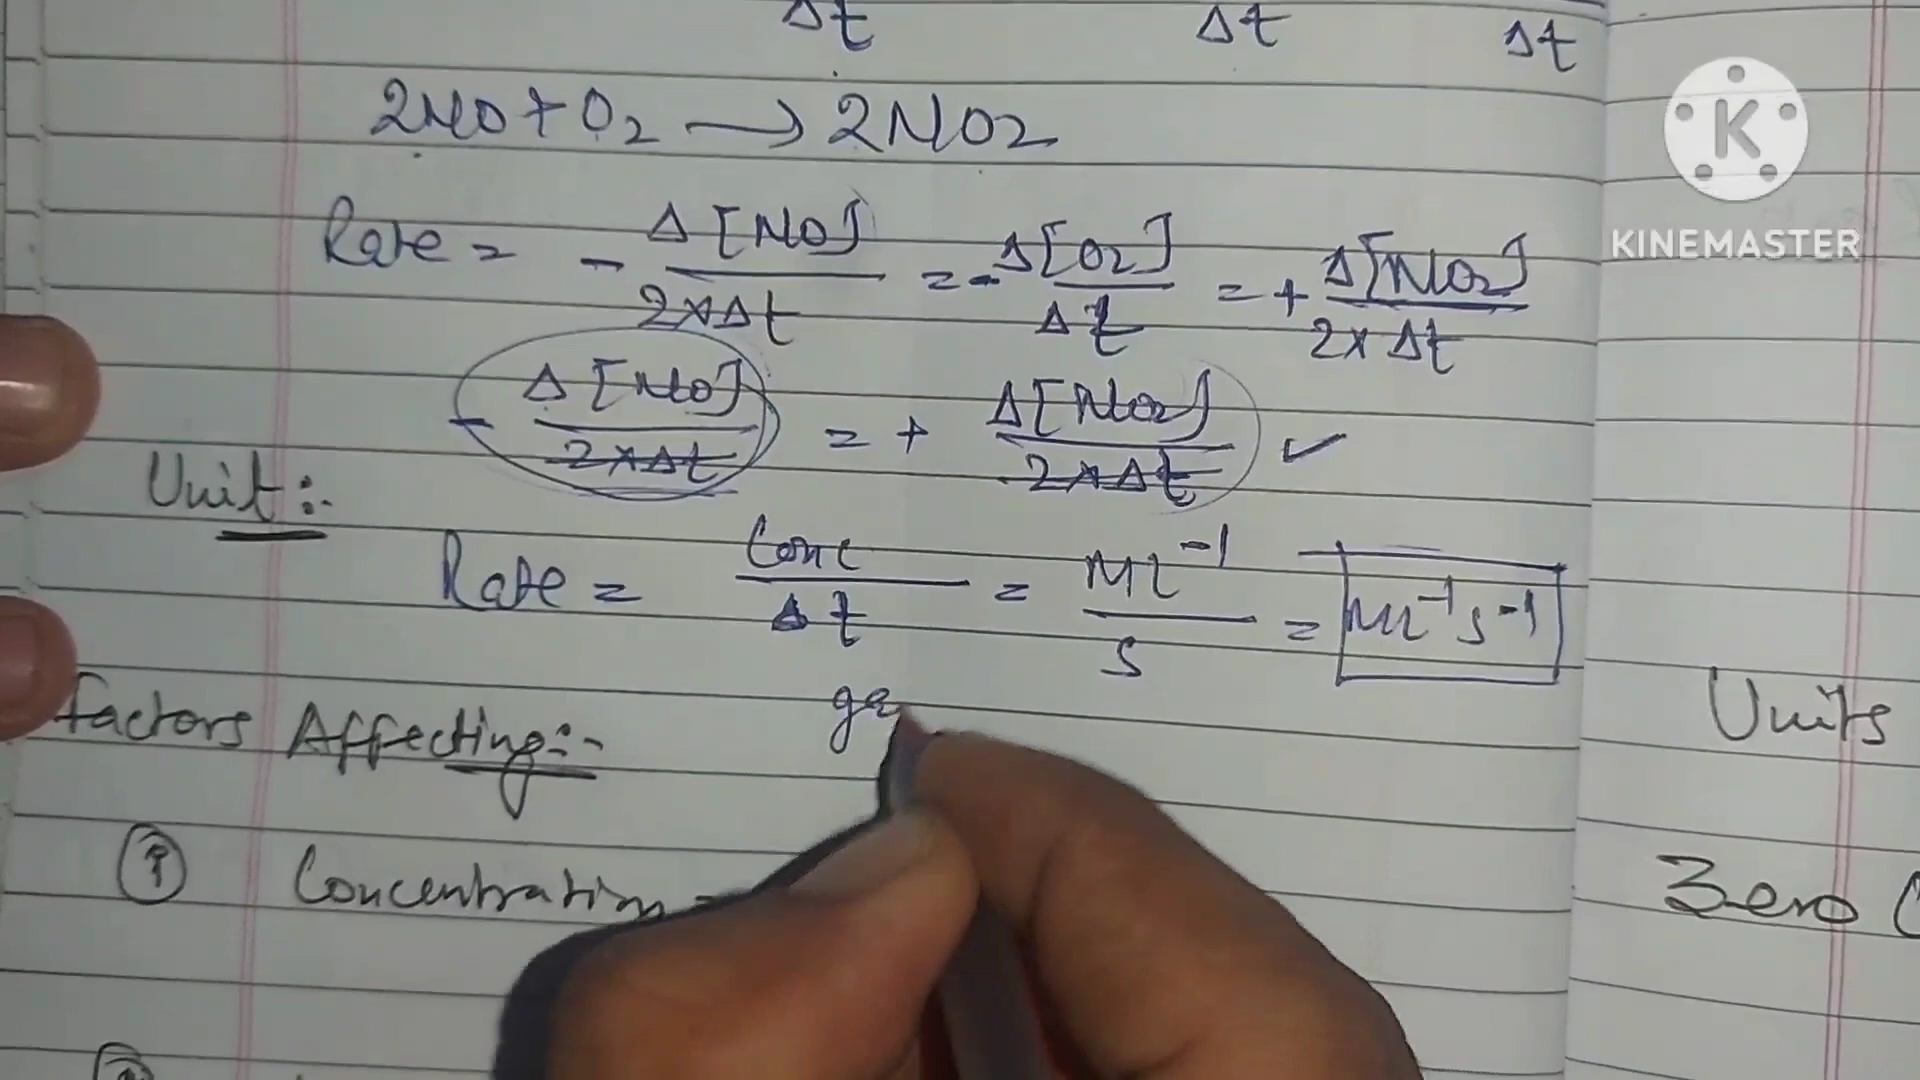 Δt Δt Δt
2NO + O2 → 2NO2
Rate = - Δ[NO] / 2×Δt = - Δ[O2] / Δt = + Δ[NO2] / 2×Δt
- Δ[NO] / 2×Δt = + Δ[NO2] / 2×Δt ✓
Unit :-
Rate = Conc / Δt = ML⁻¹ / S = ML⁻¹s⁻¹
ga
Factors Affecting:-
① Concentration -
KINEMASTER
Units
Zero